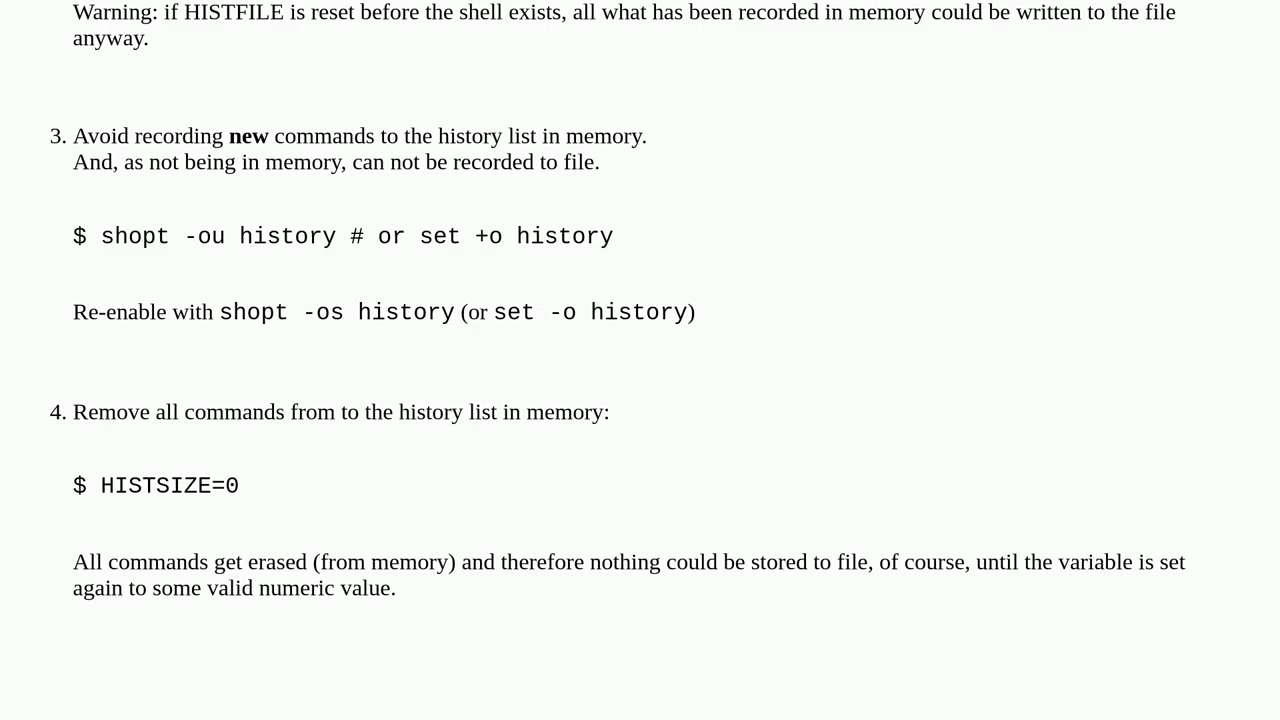 Warning: if HISTFILE is reset before the shell exists, all what has been recorded in memory could be written to the file
anyway.
3. Avoid recording new commands to the history list in memory.
And, as not being in memory, can not be recorded to file.
$ shopt -ou history # or set +o history
Re-enable with shopt -os history (or set -o history)
4. Remove all commands from to the history list in memory:
$ HISTSIZE=0
All commands get erased (from memory) and therefore nothing could be stored to file, of course, until the variable is set
again to some valid numeric value.